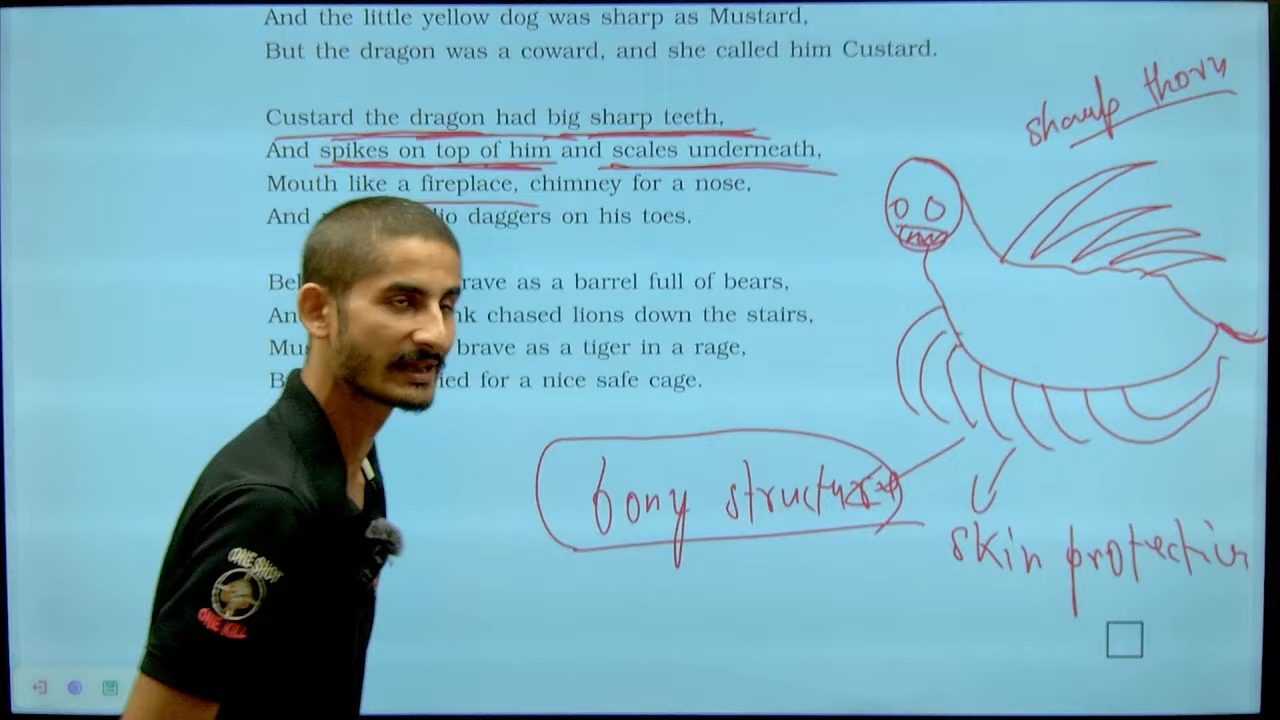 And the little yellow dog was sharp as Mustard,
But the dragon was a coward, and she called him Custard.
Custard the dragon had big sharp teeth,
And spikes on top of him and scales underneath,
Mouth like a fireplace, chimney for a nose,
And daggers on his toes.
brave as a barrel full of bears,
chased lions down the stairs,
brave as a tiger in a rage,
for a nice safe cage.
sharp thorn
bony structure
skin protection
ONE SHOT
ONE KILL